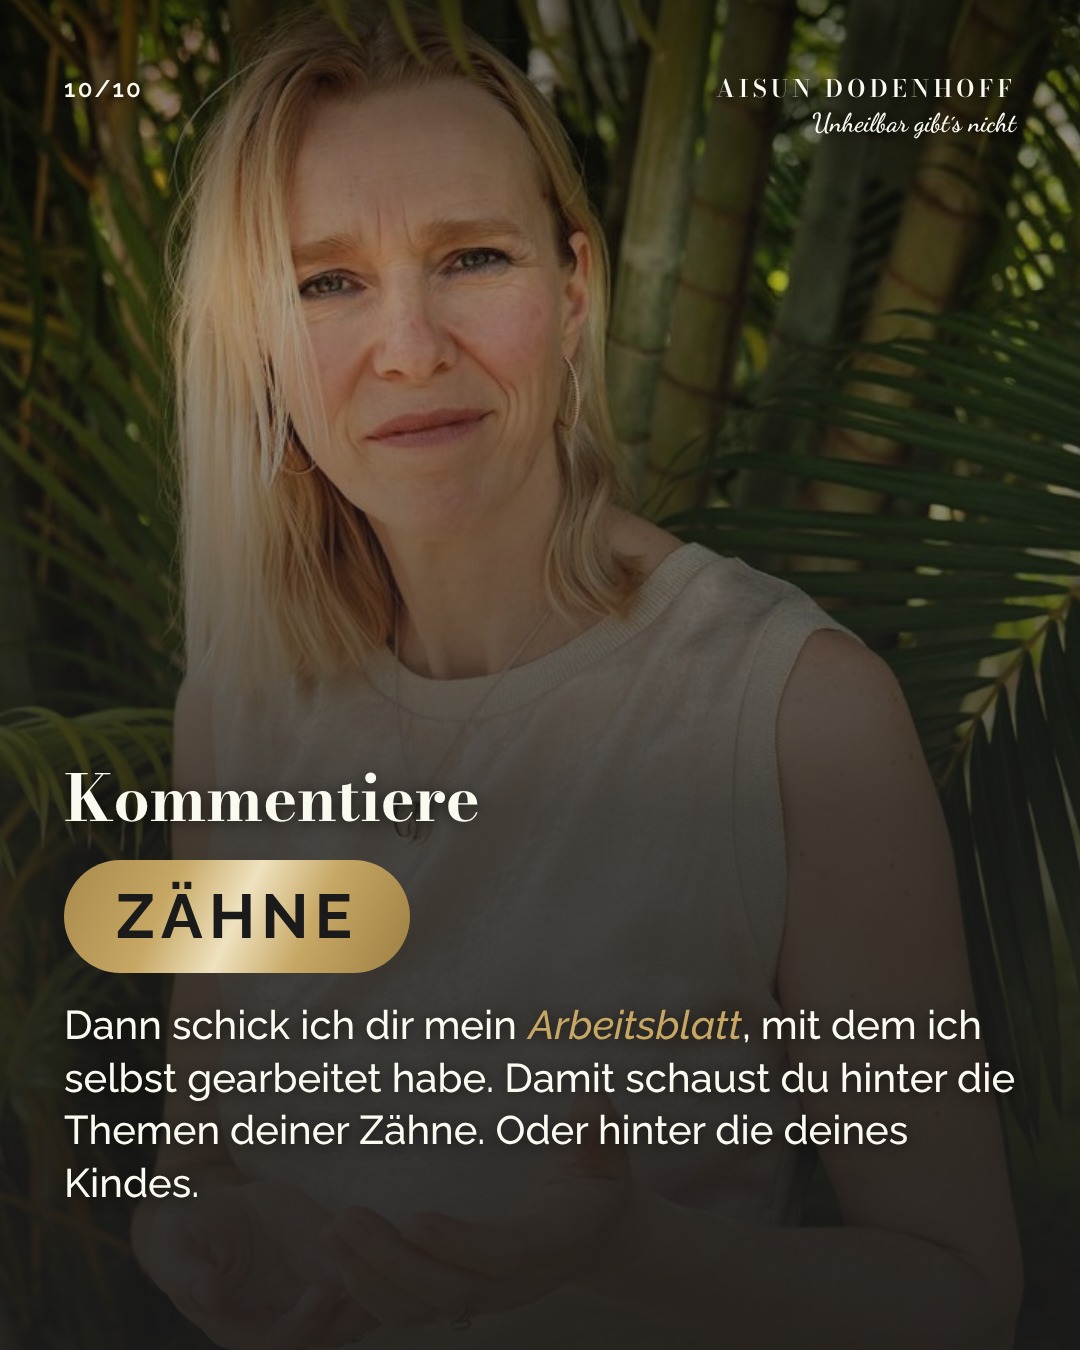 10/10
AISUN DODENHOFF
Unheilbar gibt's nicht
Kommentiere
ZÄHNE
Dann schick ich dir mein Arbeitsblatt, mit dem ich
selbst gearbeitet habe. Damit schaust du hinter die
Themen deiner Zähne. Oder hinter die deines
Kindes.